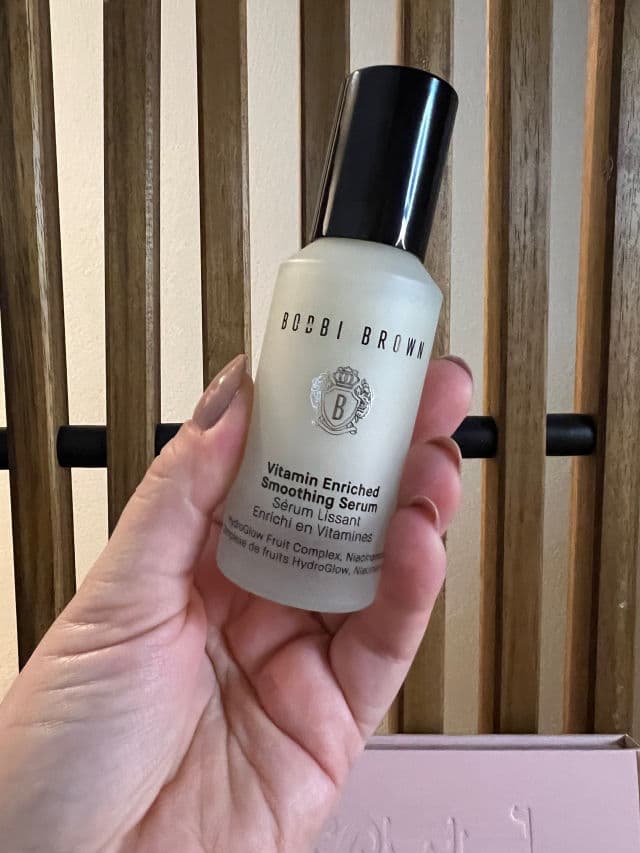 BOBBI BROWN
B
Vitamin Enriched
Smoothing Serum
Sérum Lissant
Enrichi en Vitamines
HydroGlow Fruit Complex,
de fruits HydroGlow,